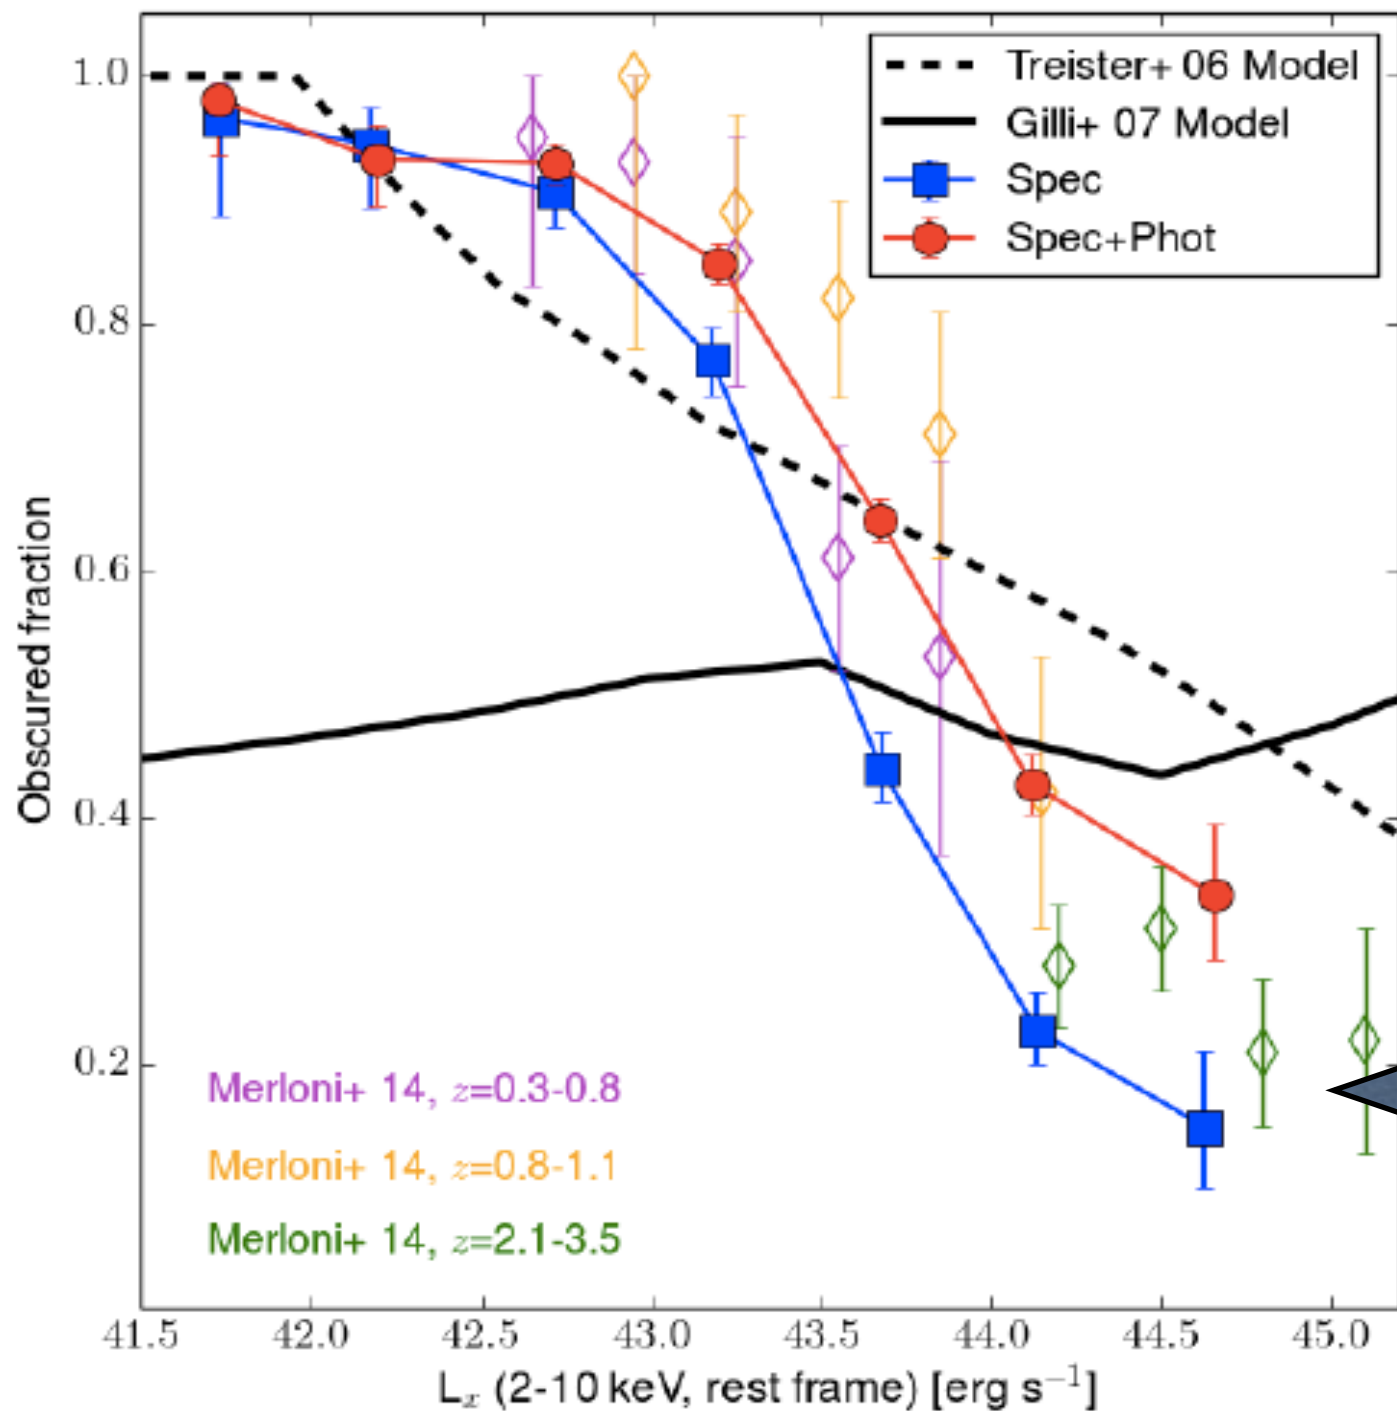 Treister+ 06 Model
Gilli+ 07 Model
Spec
Spec+Phot
1.0
0.8
0.6
0.4
0.2
Obscured fraction
Merloni+ 14, z=0.3-0.8
Merloni+ 14, z=0.8-1.1
Merloni+ 14, z=2.1-3.5
41.5 42.0 42.5 43.0 43.5 44.0 44.5 45.0
Lₓ (2-10 keV, rest frame) [erg s⁻¹]